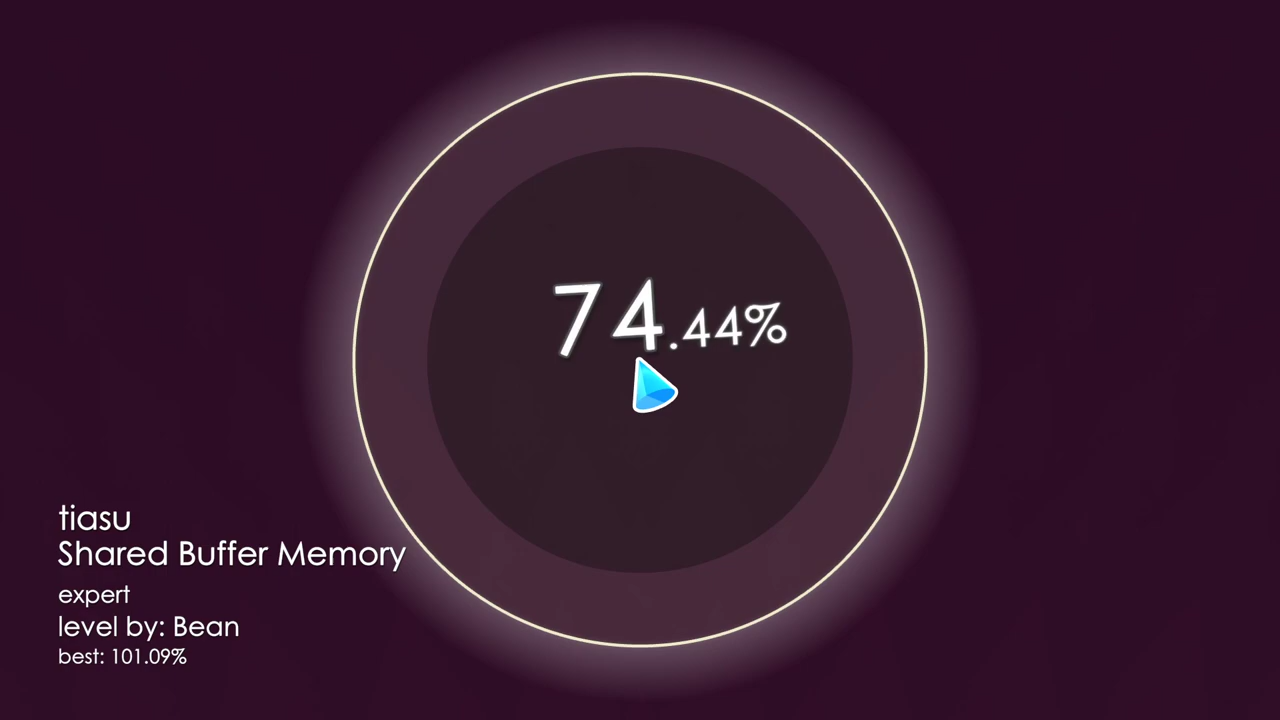 74.44%
tiasu
Shared Buffer Memory
expert
level by: Bean
best: 101.09%